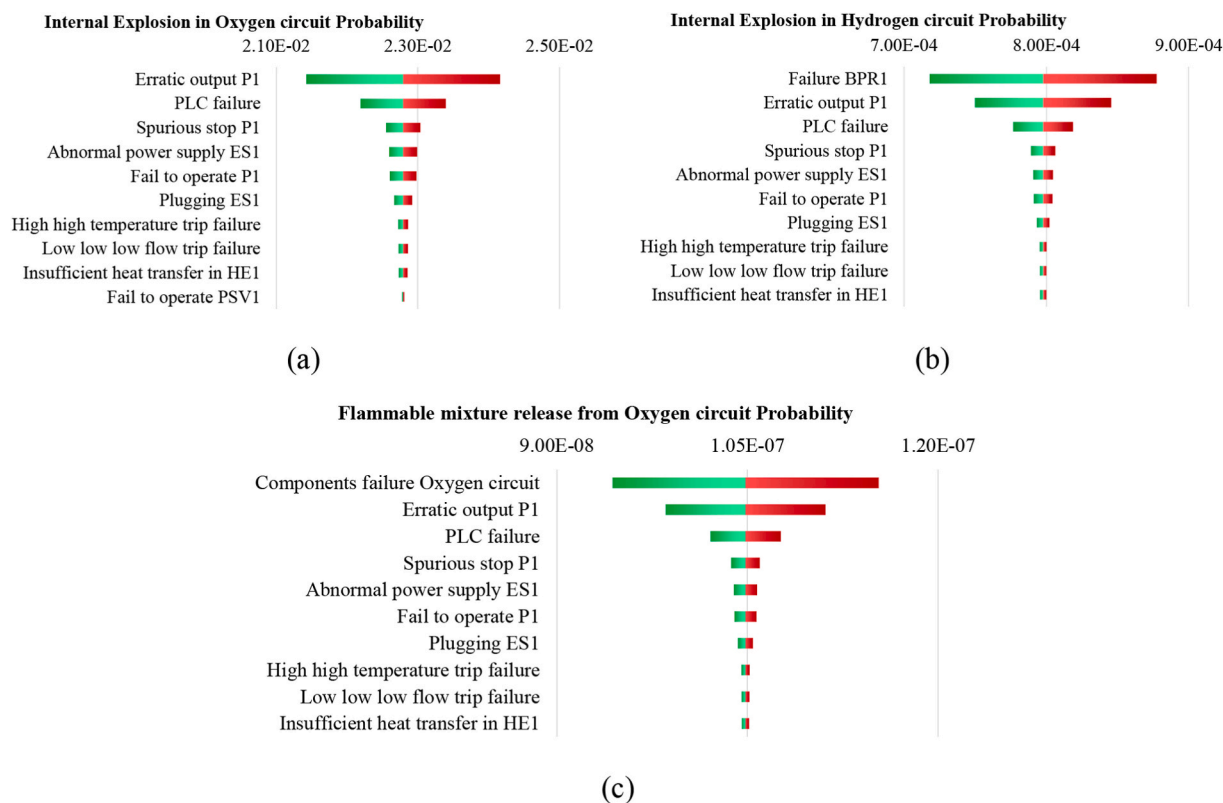 Internal Explosion in Oxygen circuit Probability
2.10E-02 2.30E-02 2.50E-02
Erratic output P1
PLC failure
Spurious stop P1
Abnormal power supply ES1
Fail to operate P1
Plugging ES1
High high temperature trip failure
Low low low flow trip failure
Insufficient heat transfer in HE1
Fail to operate PSV1
(a)
Internal Explosion in Hydrogen circuit Probability
7.00E-04 8.00E-04 9.00E-04
Failure BPR1
Erratic output P1
PLC failure
Spurious stop P1
Abnormal power supply ES1
Fail to operate P1
Plugging ES1
High high temperature trip failure
Low low low flow trip failure
Insufficient heat transfer in HE1
(b)
Flammable mixture release from Oxygen circuit Probability
9.00E-08 1.05E-07 1.20E-07
Components failure Oxygen circuit
Erratic output P1
PLC failure
Spurious stop P1
Abnormal power supply ES1
Fail to operate P1
Plugging ES1
High high temperature trip failure
Low low low flow trip failure
Insufficient heat transfer in HE1
(c)